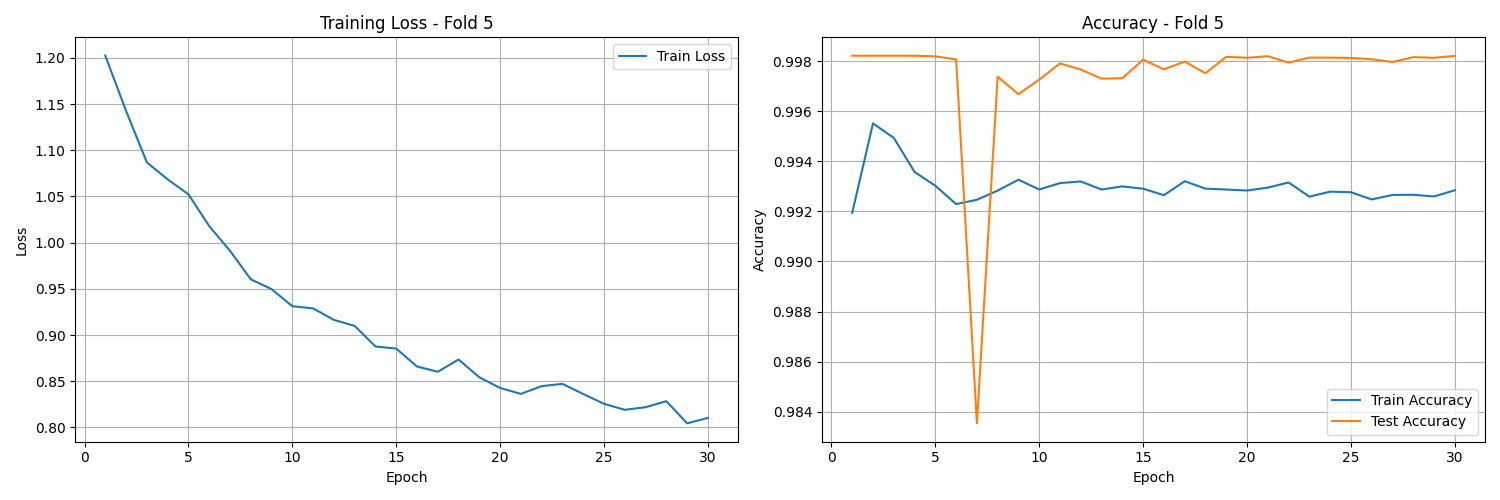 Training Loss - Fold 5
Train Loss
1.20
1.15
1.10
1.05
1.00
0.95
0.90
0.85
0.80
Loss
0 5 10 15 20 25 30
Epoch
Accuracy - Fold 5
0.998
0.996
0.994
0.992
0.990
0.988
0.986
0.984
Accuracy
Train Accuracy
Test Accuracy
0 5 10 15 20 25 30
Epoch